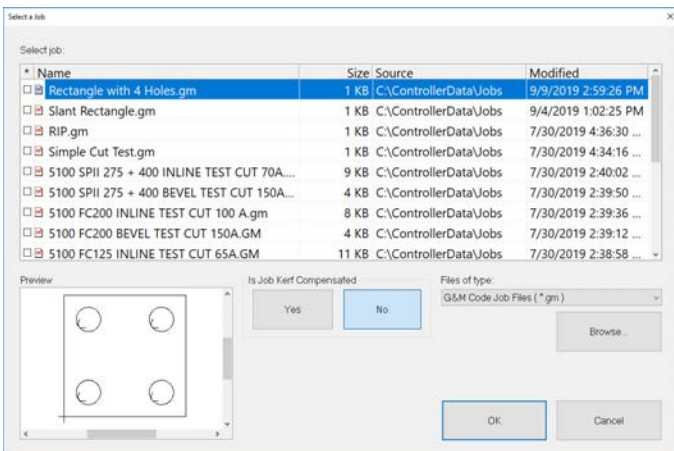 Select a Job
Select job:
* Name Size Source Modified
Rectangle with 4 Holes.gm 1 KB C:\ControllerData\Jobs 9/9/2019 2:59:26 PM
Slant Rectangle.gm 1 KB C:\ControllerData\Jobs 9/4/2019 1:02:25 PM
RIP.gm 1 KB C:\ControllerData\Jobs 7/30/2019 4:36:30 ...
Simple Cut Test.gm 1 KB C:\ControllerData\Jobs 7/30/2019 4:34:16 ...
5100 SPII 275 + 400 INLINE TEST CUT 70A.... 9 KB C:\ControllerData\Jobs 7/30/2019 2:40:02 ...
5100 SPII 275 + 400 BEVEL TEST CUT 150A... 4 KB C:\ControllerData\Jobs 7/30/2019 2:39:50 ...
5100 FC200 INLINE TEST CUT 100 A.gm 8 KB C:\ControllerData\Jobs 7/30/2019 2:39:36 ...
5100 FC200 BEVEL TEST CUT 150A.GM 4 KB C:\ControllerData\Jobs 7/30/2019 2:39:12 ...
5100 FC125 INLINE TEST CUT 65A.GM 11 KB C:\ControllerData\Jobs 7/30/2019 2:38:58 ...
Preview
Is Job Kerf Compensated
Yes No
Files of type:
G&M Code Job Files ( *.gm )
Browse...
OK Cancel